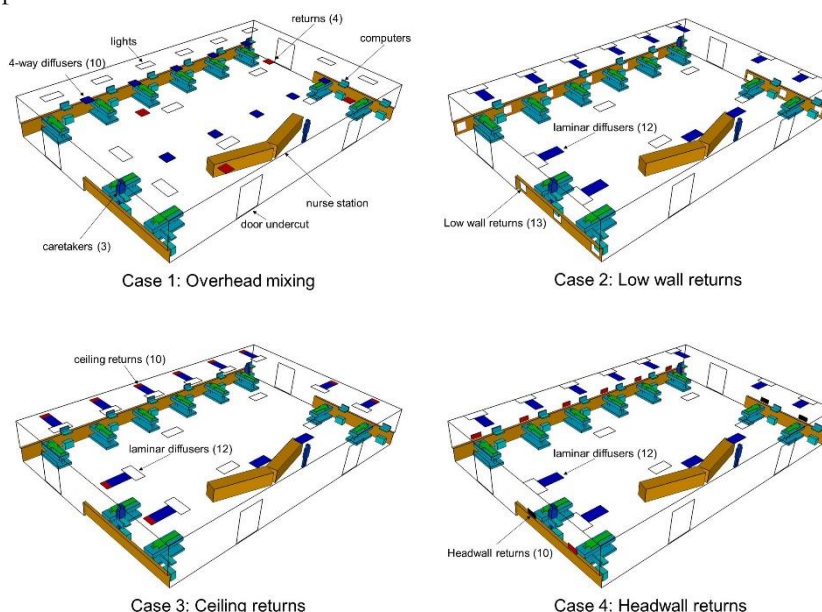 returns (4)
lights
computers
4-way diffusers (10)
nurse station
door undercut
caretakers (3)
Case 1: Overhead mixing
laminar diffusers (12)
Low wall returns (13)
Case 2: Low wall returns
ceiling returns (10)
laminar diffusers (12)
Case 3: Ceiling returns
laminar diffusers (12)
Headwall returns (10)
Case 4: Headwall returns